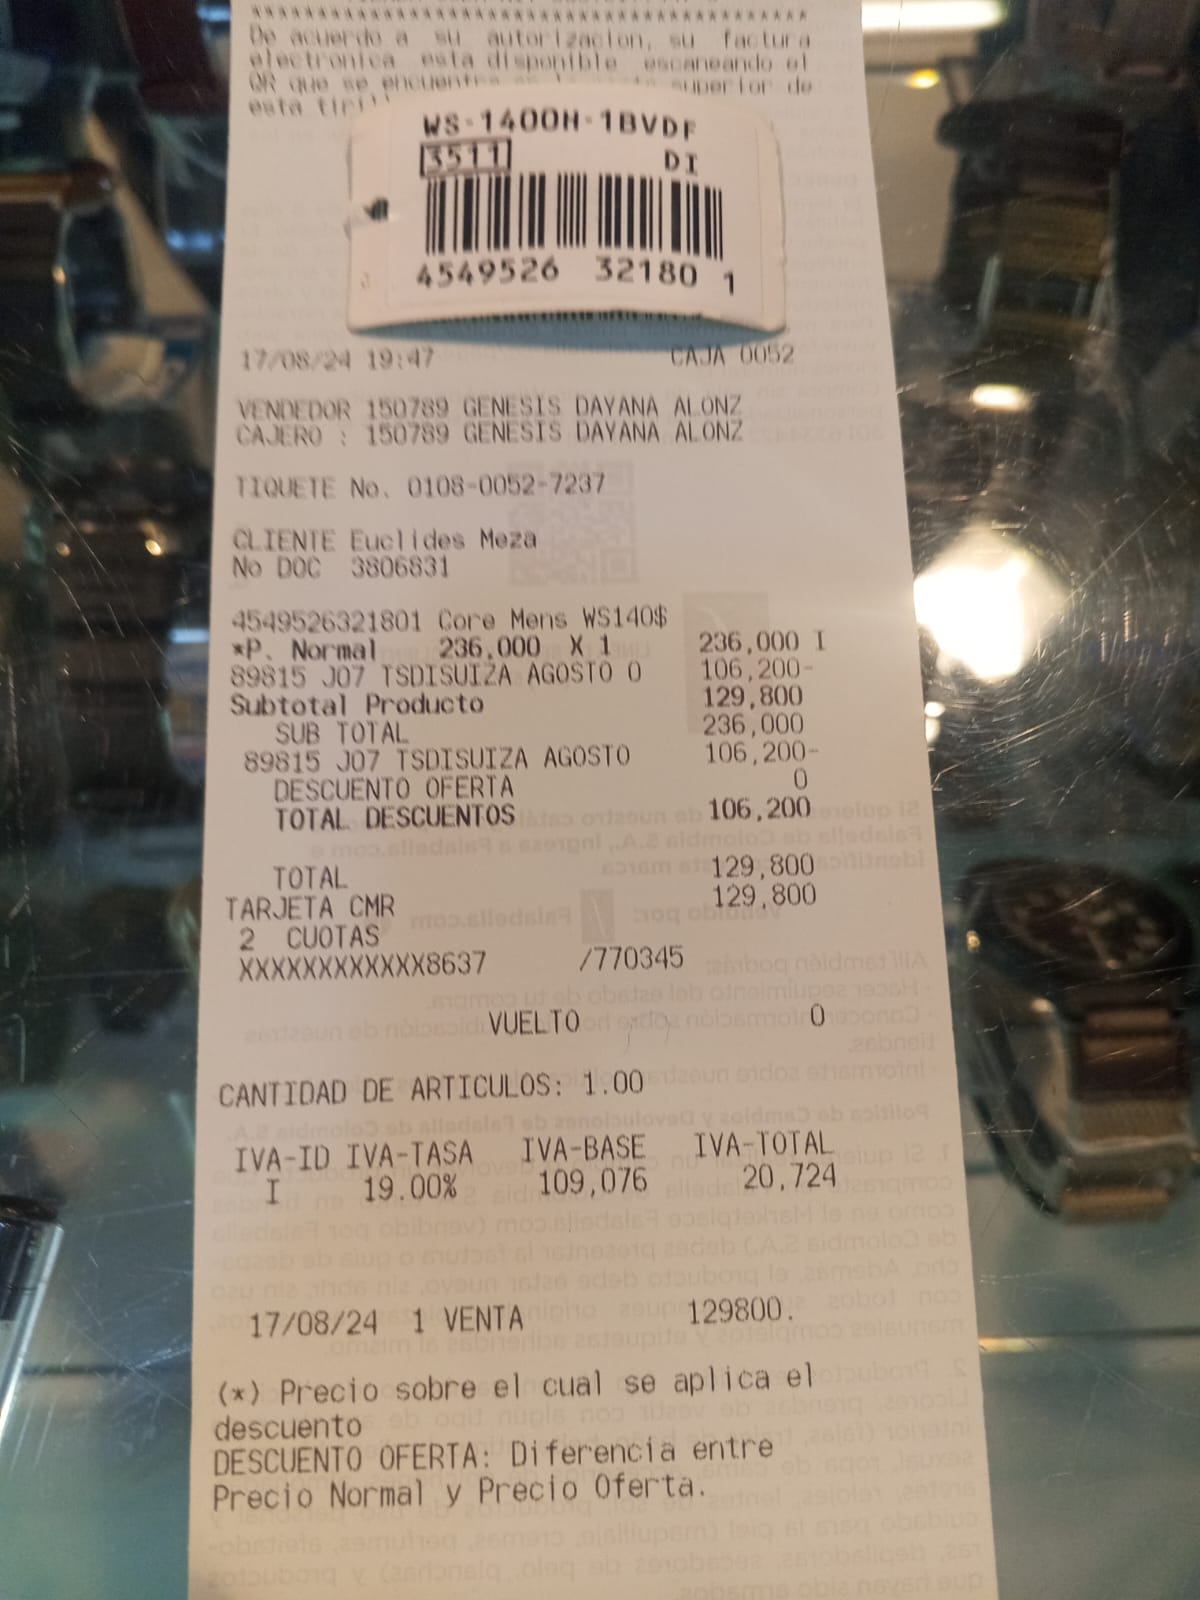 ****************************************
De acuerdo a su autorizacion, su factura
electronica esta disponible escaneando el
QR que se superior de
esta
WS-1400H-1BVDF
3511 DI
4549526 32180 1
17/08/24 19:47 CAJA 0052
VENDEDOR 150789 GENESIS DAYANA ALONZ
CAJERO : 150789 GENESIS DAYANA ALONZ
TIQUETE No. 0108-0052-7237
CLIENTE Euclides Meza
No DOC 3806831
4549526321801 Core Mens WS140$
*P. Normal 236,000 X 1 236,000 I
89815 J07 TSDISUIZA AGOSTO 0 106,200-
Subtotal Producto 129,800
SUB TOTAL 236,000
89815 J07 TSDISUIZA AGOSTO 106,200-
DESCUENTO OFERTA 0
TOTAL DESCUENTOS 106,200
TOTAL 129,800
TARJETA CMR 129,800
2 CUOTAS
XXXXXXXXXXXX8637 /770345
VUELTO 0
CANTIDAD DE ARTICULOS: 1.00
IVA-ID IVA-TASA IVA-BASE IVA-TOTAL
I 19.00% 109,076 20,724
17/08/24 1 VENTA 129800.
(*) Precio sobre el cual se aplica el
descuento
DESCUENTO OFERTA: Diferencia entre
Precio Normal y Precio Oferta.